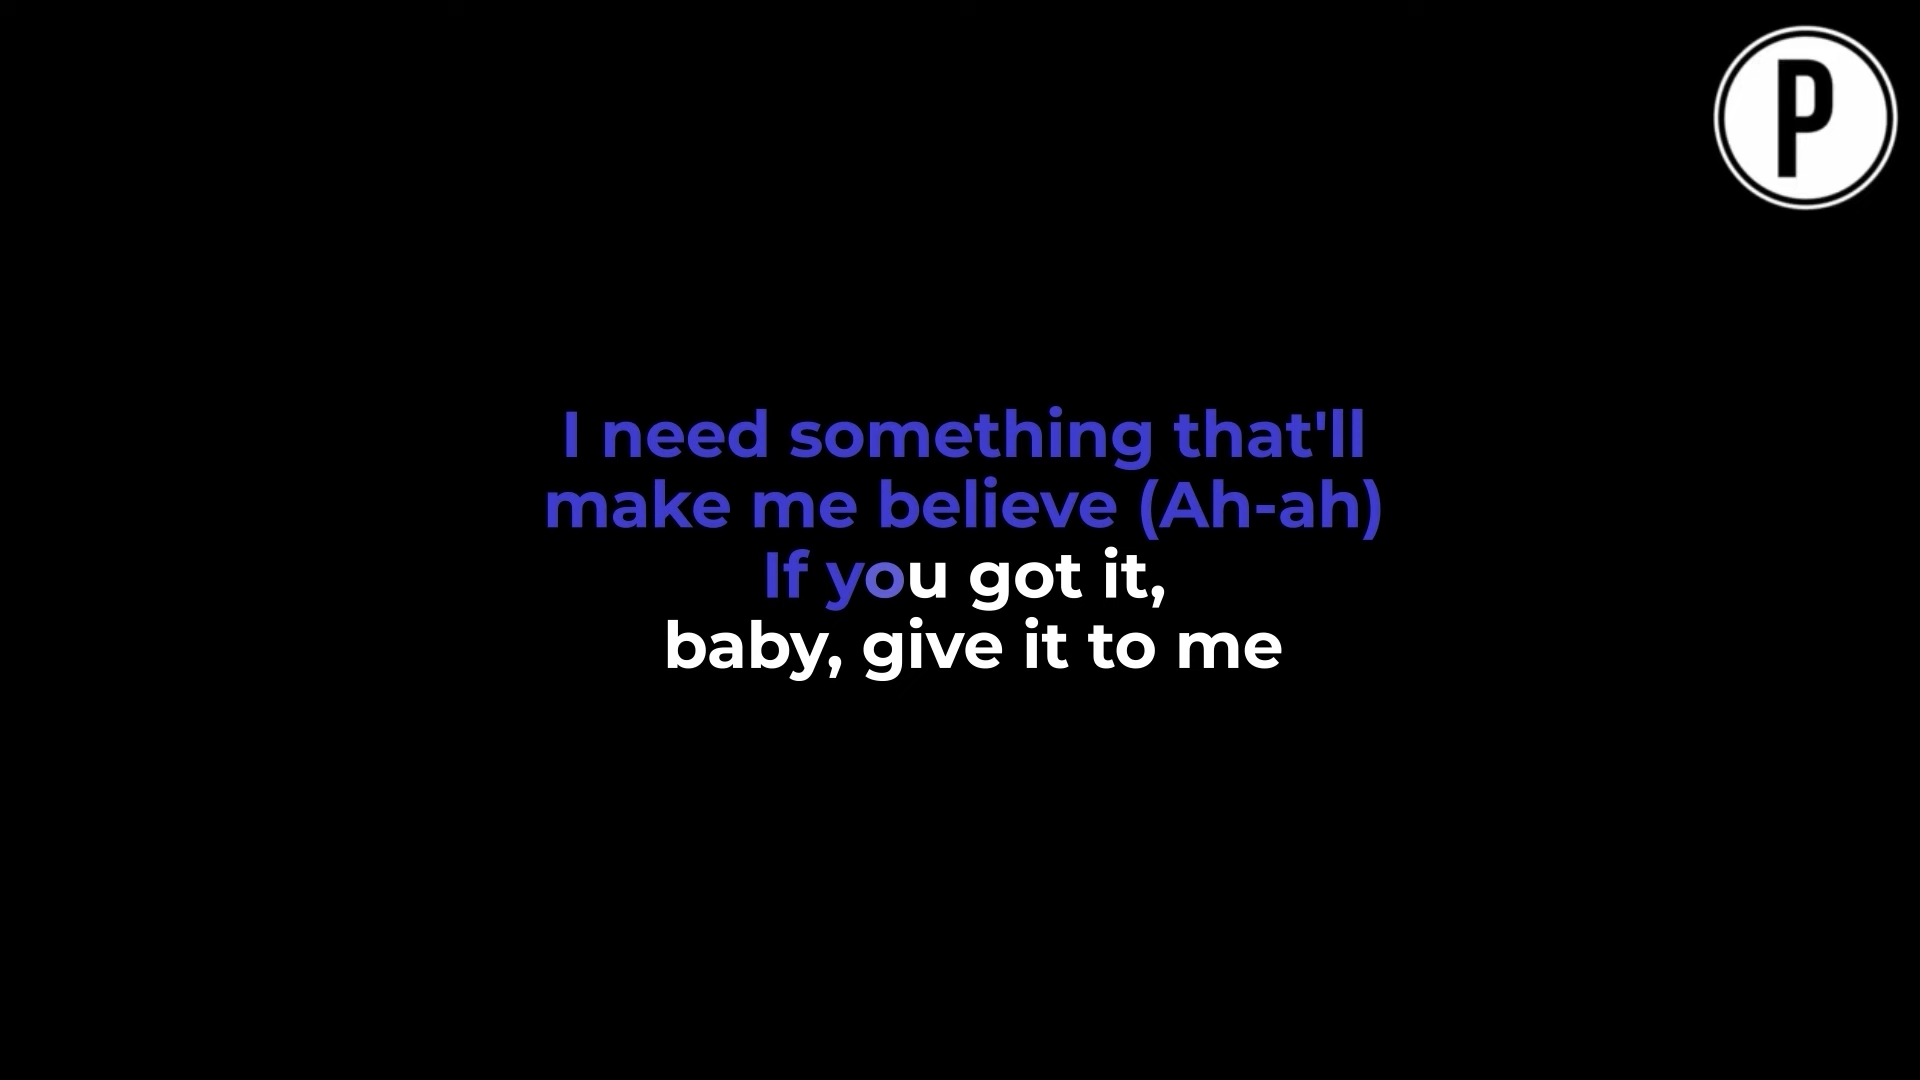 P
I need something that'll
make me believe (Ah-ah)
If you got it,
baby, give it to me